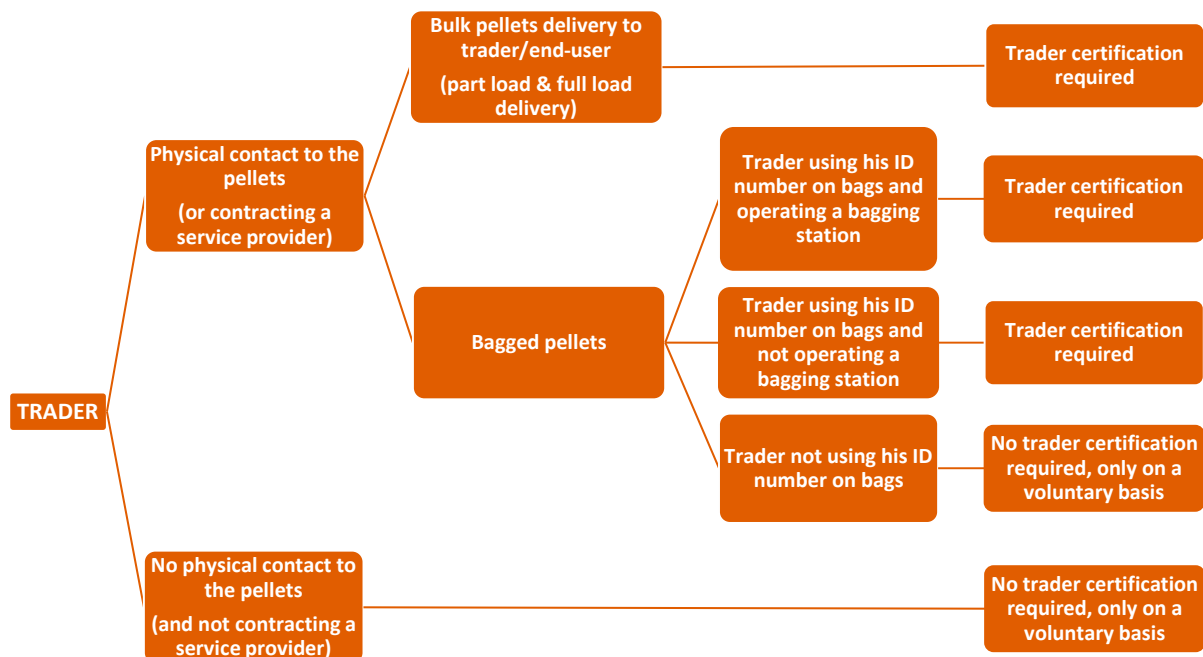 TRADER
Physical contact to the
pellets
(or contracting a
service provider)
Bulk pellets delivery to
trader/end-user
(part load & full load
delivery)
Trader certification
required
Bagged pellets
Trader using his ID
number on bags and
operating a bagging
station
Trader certification
required
Trader using his ID
number on bags and
not operating a
bagging station
Trader certification
required
Trader not using his ID
number on bags
No trader certification
required, only on a
voluntary basis
No physical contact to
the pellets
(and not contracting a
service provider)
No trader certification
required, only on a
voluntary basis